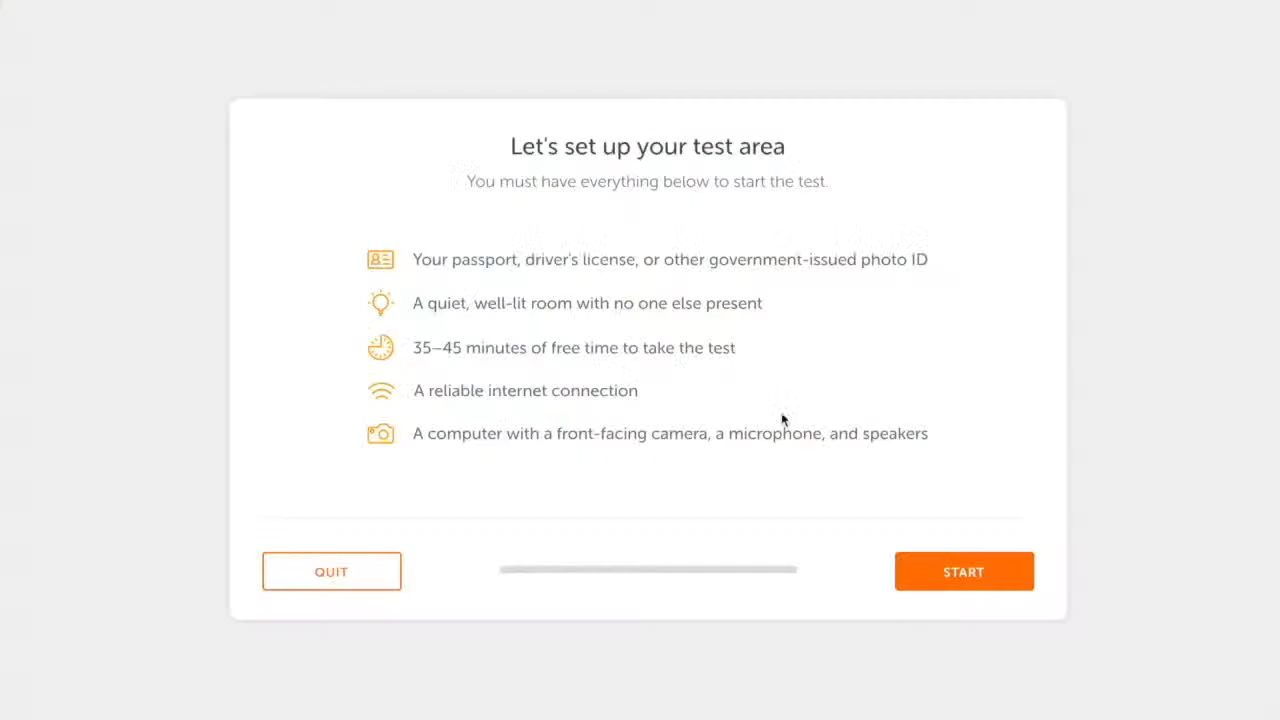 Let's set up your test area
You must have everything below to start the test.
Your passport, driver's license, or other government-issued photo ID
A quiet, well-lit room with no one else present
35–45 minutes of free time to take the test
A reliable internet connection
A computer with a front-facing camera, a microphone, and speakers
QUIT
START